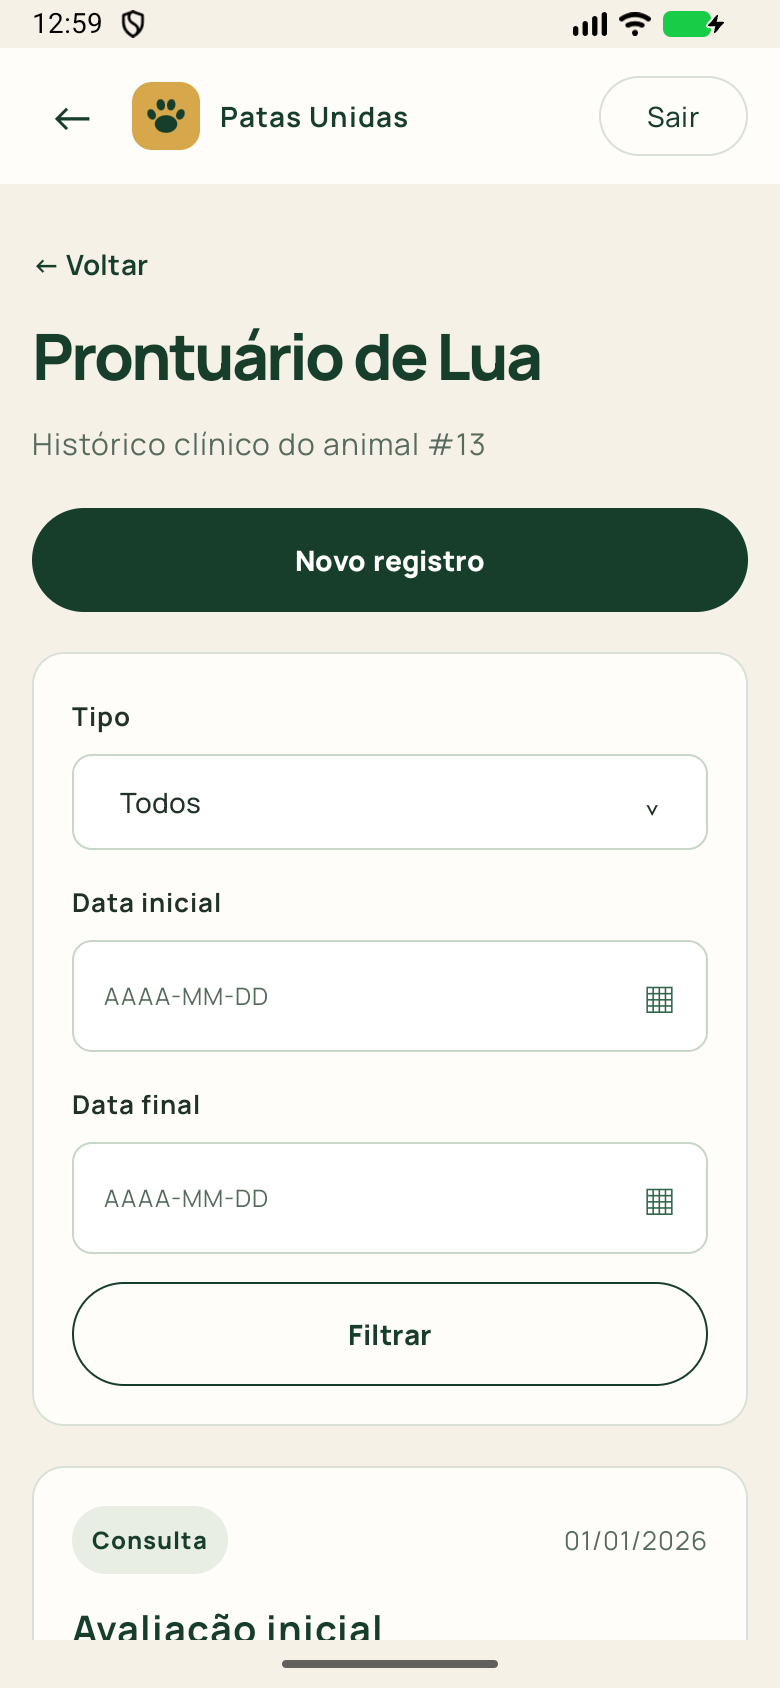 12:59
Patas Unidas
Sair
← Voltar
Prontuário de Lua
Histórico clínico do animal #13
Novo registro
Tipo
Todos
Data inicial
AAAA-MM-DD
Data final
AAAA-MM-DD
Filtrar
Consulta
01/01/2026
Avaliação inicial